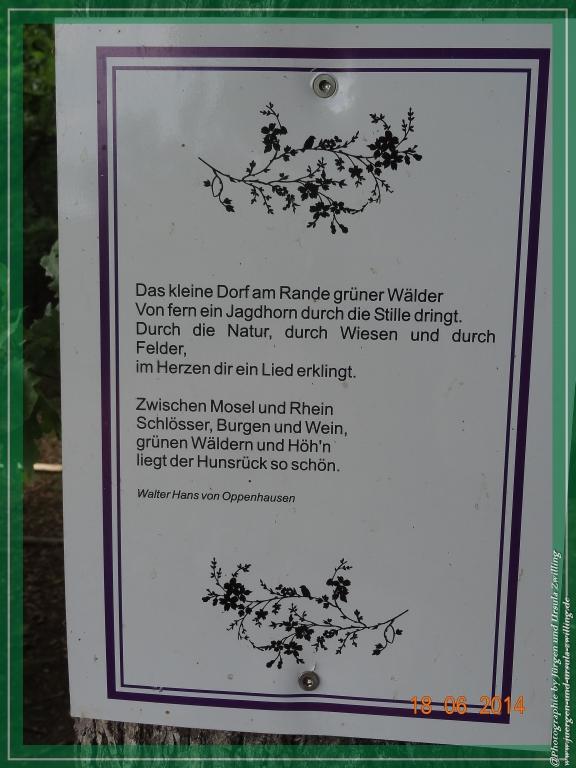 Das kleine Dorf am Rande grüner Wälder
Von fern ein Jagdhorn durch die Stille dringt.
Durch die Natur, durch Wiesen und durch
Felder,
im Herzen dir ein Lied erklingt.
Zwischen Mosel und Rhein
Schlösser, Burgen und Wein,
grünen Wäldern und Höh'n
liegt der Hunsrück so schön.
Walter Hans von Oppenhausen
18 06 2014
@Photographie by Jürgen und Ursula Zwilling
www.juergen-und-ursula-zwilling.de